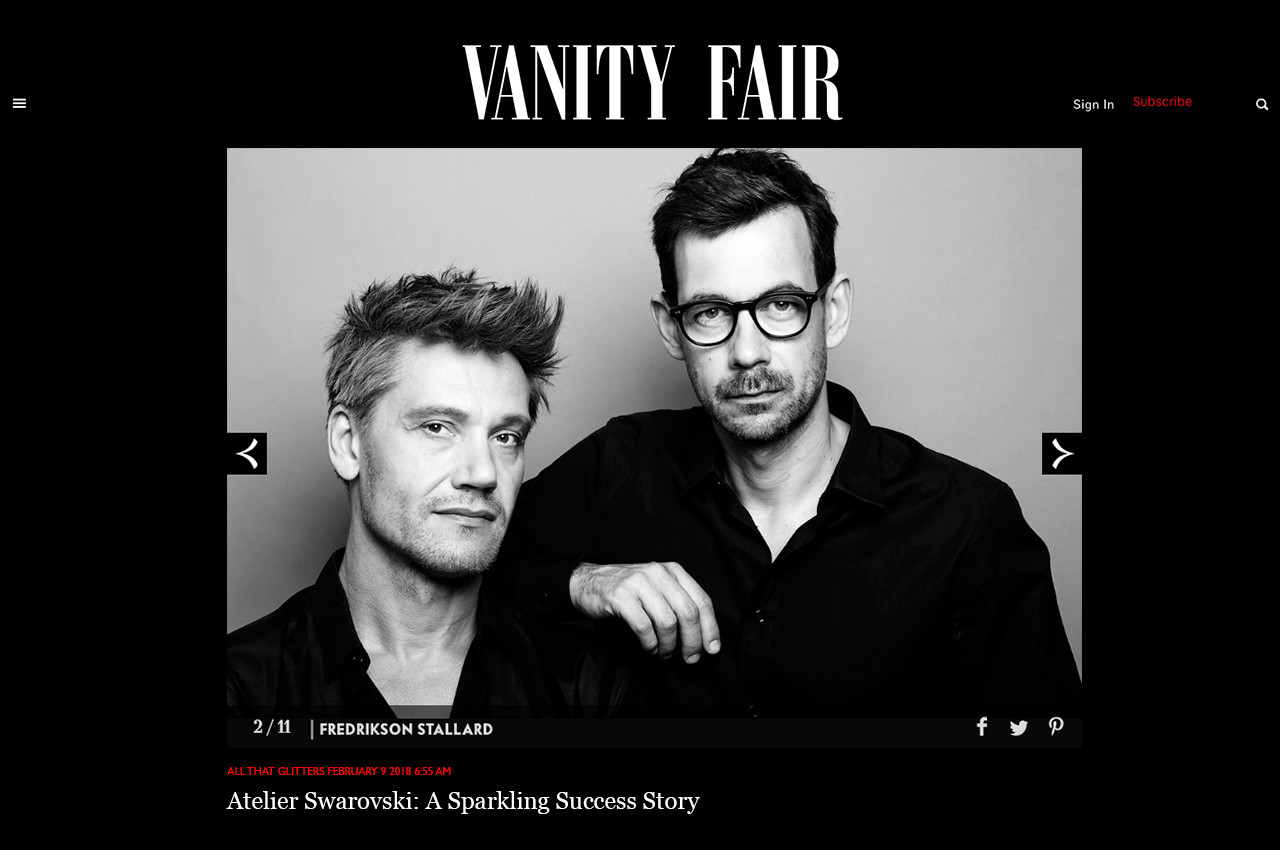 VANITY FAIR
Sign In
Subscribe
2 / 11
FREDRIKSON STALLARD
ALL THAT GLITTERS FEBRUARY 9 2018 6:55 AM
Atelier Swarovski: A Sparkling Success Story